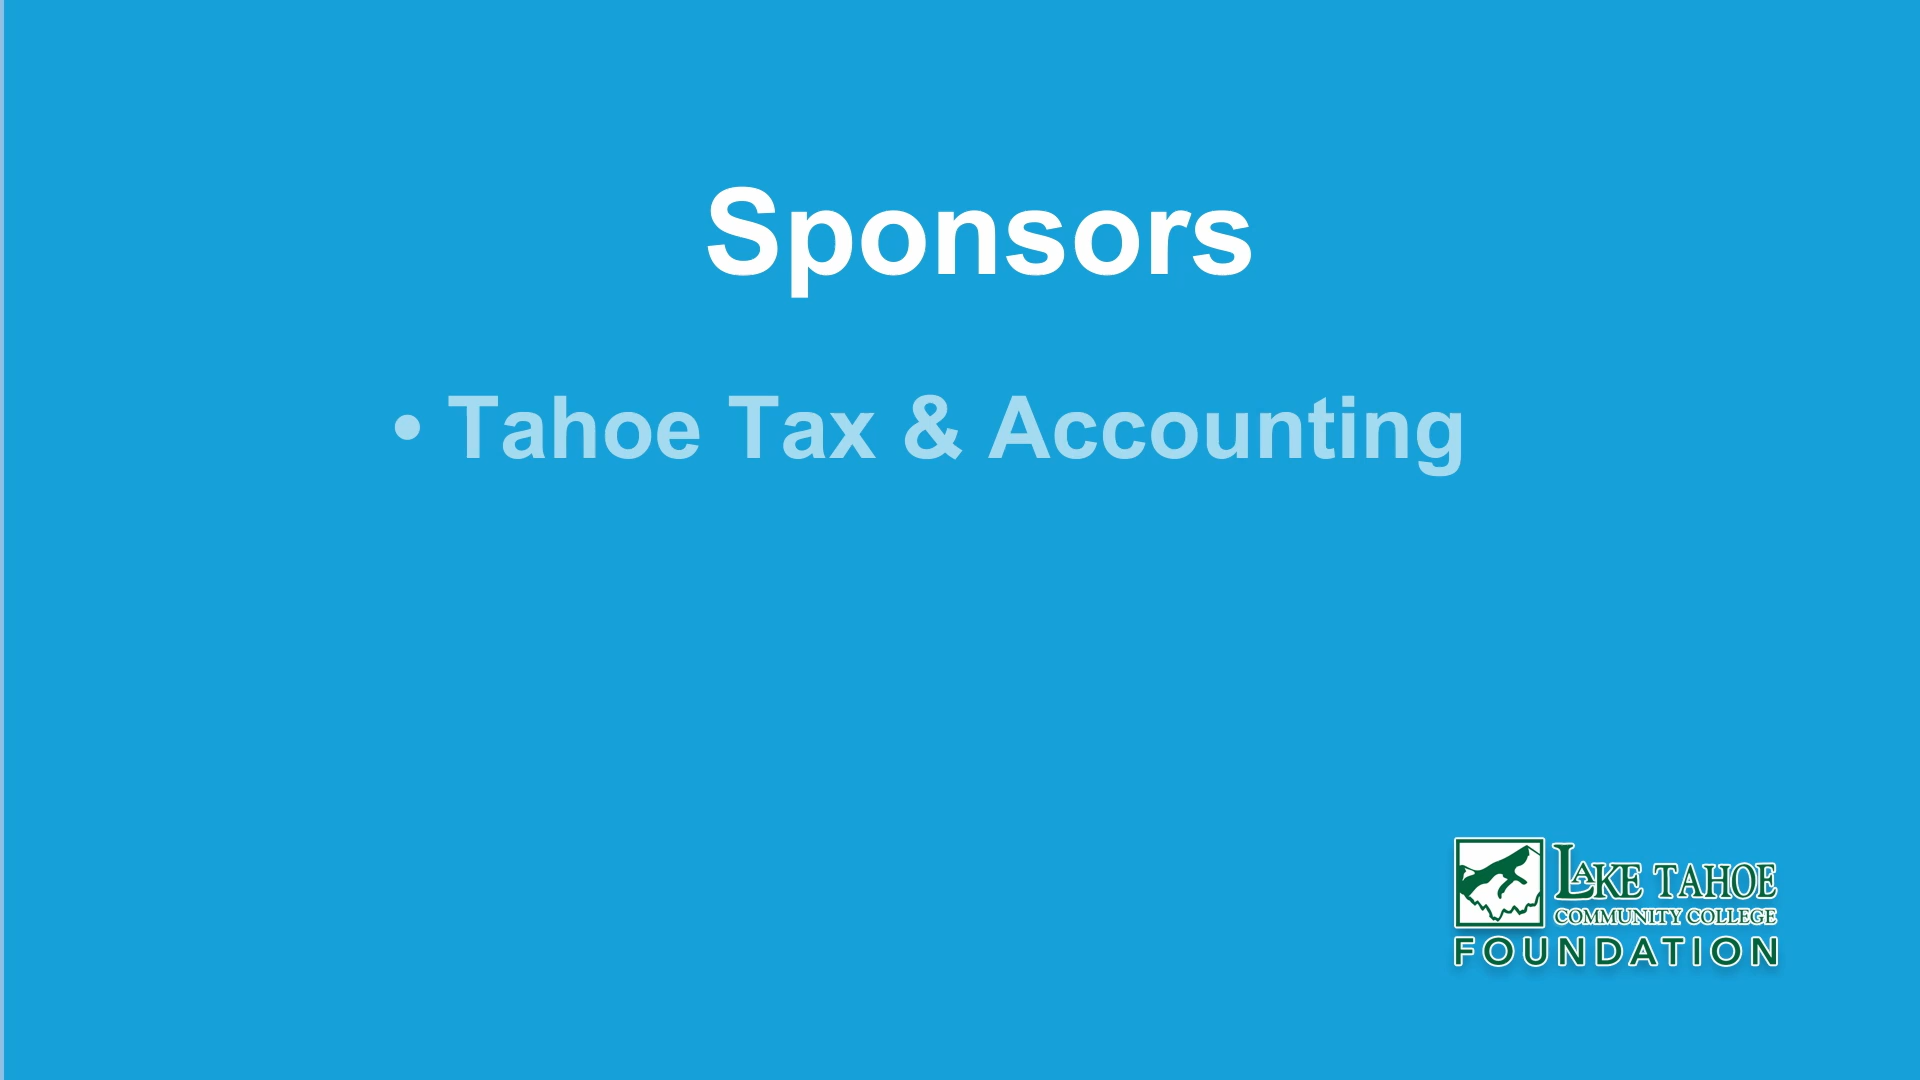 Sponsors
• Tahoe Tax & Accounting
LAKE TAHOE
COMMUNITY COLLEGE
FOUNDATION